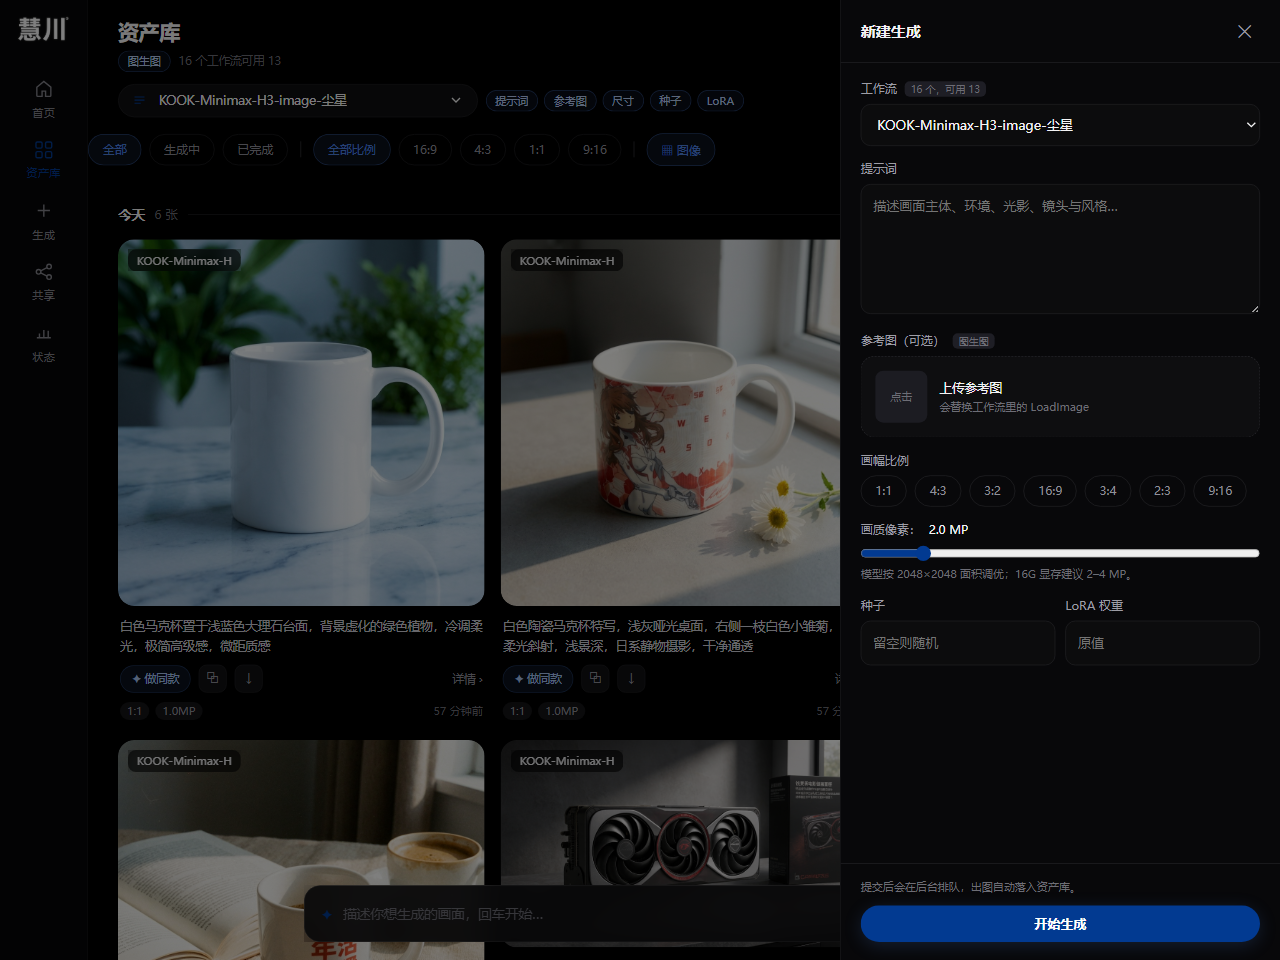 慧川
首页
资产库
生成
共享
状态
资产库
图生图 16 个工作流可用 13
KOOK-Minimax-H3-image-尘星
提示词 参考图 尺寸 种子 LoRA
全部 生成中 已完成 全部比例 16:9 4:3 1:1 9:16 图像
今天 6 张
KOOK-Minimax-H
白色马克杯置于浅蓝色大理石台面，背景虚化的绿色植物，冷调柔
光，极简高级感，微距质感
做同款 详情 ›
1:1 1.0MP 57 分钟前
KOOK-Minimax-H
白色陶瓷马克杯特写，浅灰哑光桌面，右侧一枝白色小雏菊，
柔光斜射，浅景深，日系静物摄影，干净通透
做同款
1:1 1.0MP 57 分
KOOK-Minimax-H
KOOK-Minimax-H
描述你想生成的画面，回车开始...
新建生成
工作流 16 个，可用 13
KOOK-Minimax-H3-image-尘星
提示词
描述画面主体、环境、光影、镜头与风格...
参考图（可选） 图生图
点击
上传参考图
会替换工作流里的 LoadImage
画幅比例
1:1 4:3 3:2 16:9 3:4 2:3 9:16
画质像素： 2.0 MP
模型按 2048×2048 面积调优；16G 显存建议 2–4 MP。
种子 LoRA 权重
留空则随机 原值
提交后会在后台排队，出图自动落入资产库。
开始生成